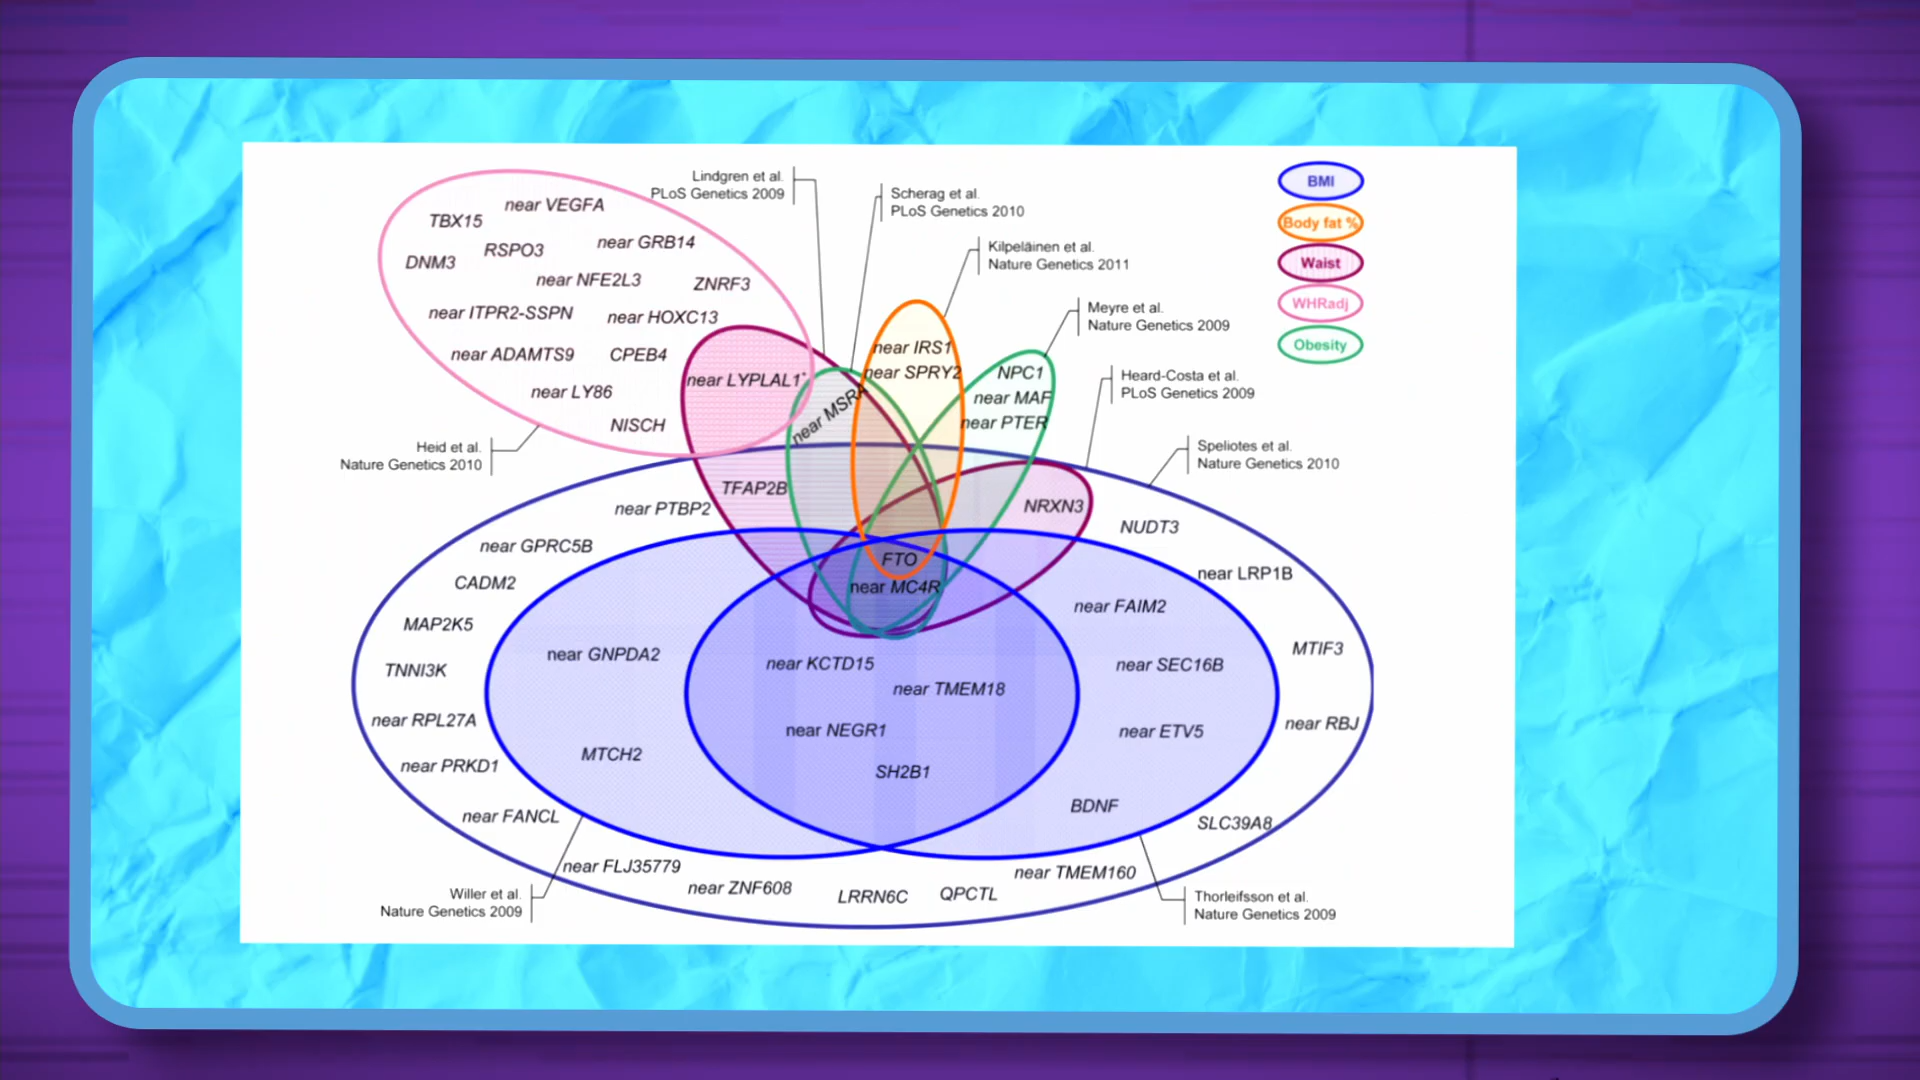 Lindgren et al.
PLoS Genetics 2009
Scherag et al.
PLoS Genetics 2010
Kilpeläinen et al.
Nature Genetics 2011
Meyre et al.
Nature Genetics 2009
Heard-Costa et al.
PLoS Genetics 2009
Speliotes et al.
Nature Genetics 2010
BMI
Body fat %
Waist
WHRadj
Obesity
near VEGFA
TBX15
RSPO3
near GRB14
DNM3
near NFE2L3
ZNRF3
near ITPR2-SSPN
near HOXC13
near ADAMTS9
CPEB4
near LY86
NISCH
near LYPLAL1*
Heid et al.
Nature Genetics 2010
near MSRA
near IRS1
near SPRY2
NPC1
near MAF
near PTER
TFAP2B
near PTBP2
NRXN3
NUDT3
near GPRC5B
CADM2
near LRP1B
FTO
near MC4R
near FAIM2
MAP2K5
MTIF3
TNNI3K
near GNPDA2
near KCTD15
near SEC16B
near TMEM18
near RPL27A
near NEGR1
near ETV5
near RBJ
near PRKD1
MTCH2
SH2B1
BDNF
near FANCL
SLC39A8
near FLJ35779
near ZNF608
LRRN6C
QPCTL
near TMEM160
Willer et al.
Nature Genetics 2009
Thorleifsson et al.
Nature Genetics 2009